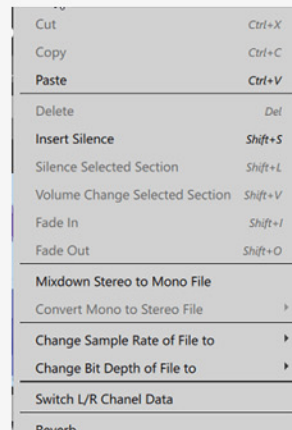 Cut Ctrl+X
Copy Ctrl+C
Paste Ctrl+V
Delete Del
Insert Silence Shift+S
Silence Selected Section Shift+L
Volume Change Selected Section Shift+V
Fade In Shift+I
Fade Out Shift+O
Mixdown Stereo to Mono File
Convert Mono to Stereo File
Change Sample Rate of File to
Change Bit Depth of File to
Switch L/R Chanel Data
Reverb